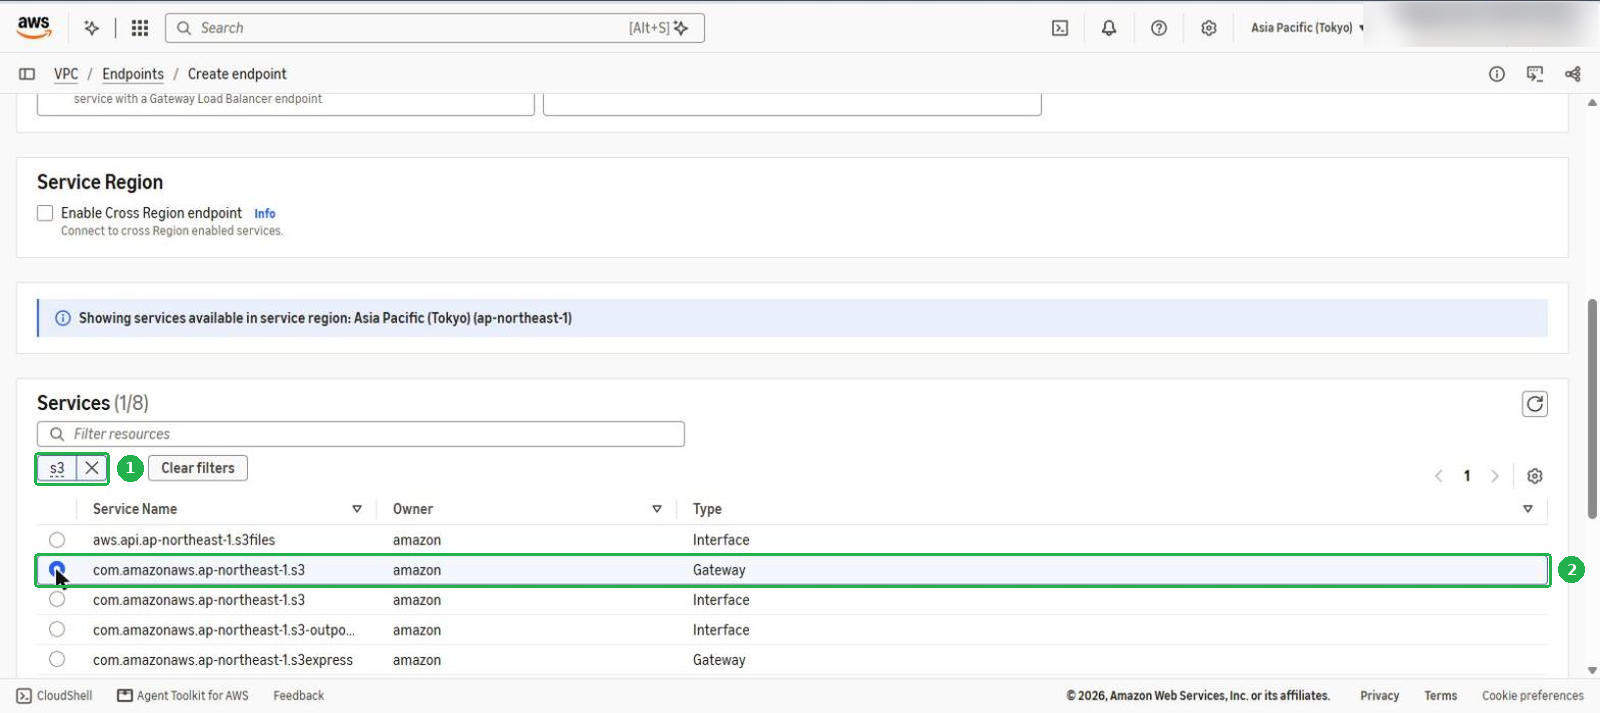 aws
Search [Alt+S]
Asia Pacific (Tokyo)
VPC / Endpoints / Create endpoint
service with a Gateway Load Balancer endpoint
Service Region
Enable Cross Region endpoint Info
Connect to cross Region enabled services.
Showing services available in service region: Asia Pacific (Tokyo) (ap-northeast-1)
Services (1/8)
Filter resources
s3 1 Clear filters
1
Service Name Owner Type
aws.api.ap-northeast-1.s3files amazon Interface
com.amazonaws.ap-northeast-1.s3 amazon Gateway 2
com.amazonaws.ap-northeast-1.s3 amazon Interface
com.amazonaws.ap-northeast-1.s3-outpo... amazon Interface
com.amazonaws.ap-northeast-1.s3express amazon Gateway
CloudShell Agent Toolkit for AWS Feedback © 2026, Amazon Web Services, Inc. or its affiliates. Privacy Terms Cookie preferences